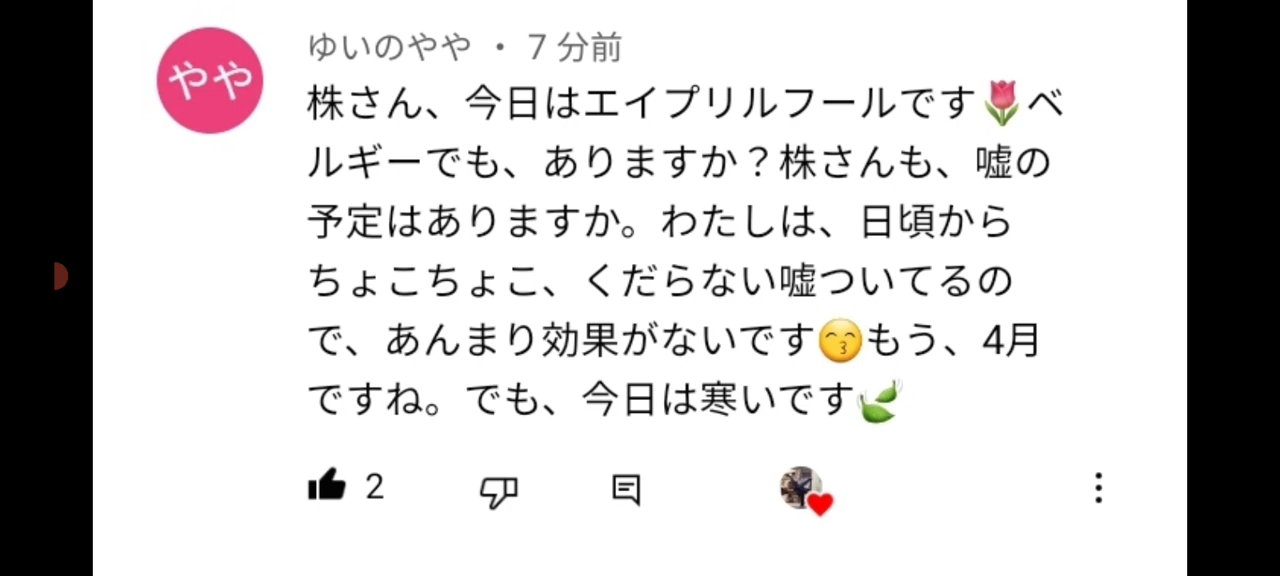 やや
ゆいのやや ・ 7 分前
株さん、今日はエイプリルフールです🌷ベ
ルギーでも、ありますか？株さんも、嘘の
予定はありますか。わたしは、日頃から
ちょこちょこ、くだらない嘘ついてるの
で、あんまり効果がないです😙もう、4月
ですね。でも、今日は寒いです🍃
2